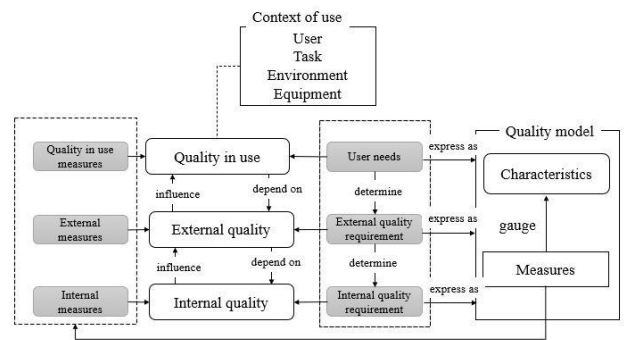 Context of use
User
Task
Environment
Equipment
Quality in use
measures
Quality in use
User needs
express as
Quality model
Characteristics
influence
depend on
determine
External
measures
External quality
External quality
requirement
express as
gauge
influence
depend on
determine
Measures
Internal
measures
Internal quality
Internal quality
requirement
express as